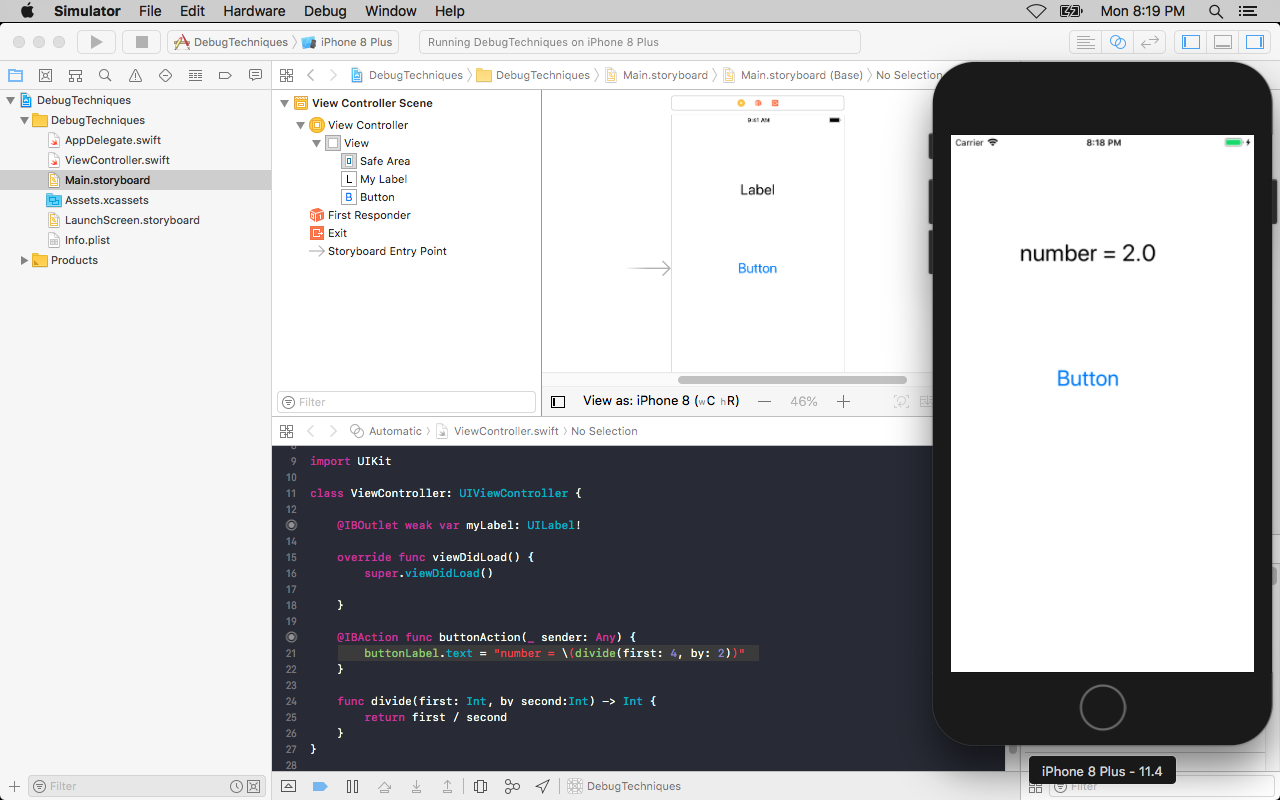 Simulator File Edit Hardware Debug Window Help Mon 8:19 PM
DebugTechniques iPhone 8 Plus Running DebugTechniques on iPhone 8 Plus
DebugTechniques DebugTechniques Main.storyboard Main.storyboard (Base) No Selection
DebugTechniques
DebugTechniques
AppDelegate.swift
ViewController.swift
Main.storyboard
Assets.xcassets
LaunchScreen.storyboard
Info.plist
Products
Filter
View Controller Scene
View Controller
View
Safe Area
L My Label
B Button
First Responder
Exit
Storyboard Entry Point
Filter
9:41 AM
Label
Button
View as: iPhone 8 (wC hR) — 46% +
Automatic ViewController.swift No Selection
8
9 import UIKit
10
11 class ViewController: UIViewController {
12
@IBOutlet weak var myLabel: UILabel!
14
15 override func viewDidLoad() {
16 super.viewDidLoad()
17
18 }
19
@IBAction func buttonAction(_ sender: Any) {
21 buttonLabel.text = "number = \(divide(first: 4, by: 2))"
22 }
23
24 func divide(first: Int, by second:Int) -> Int {
25 return first / second
26 }
27 }
28
DebugTechniques
Carrier 8:18 PM
number = 2.0
Button
iPhone 8 Plus - 11.4
Filter